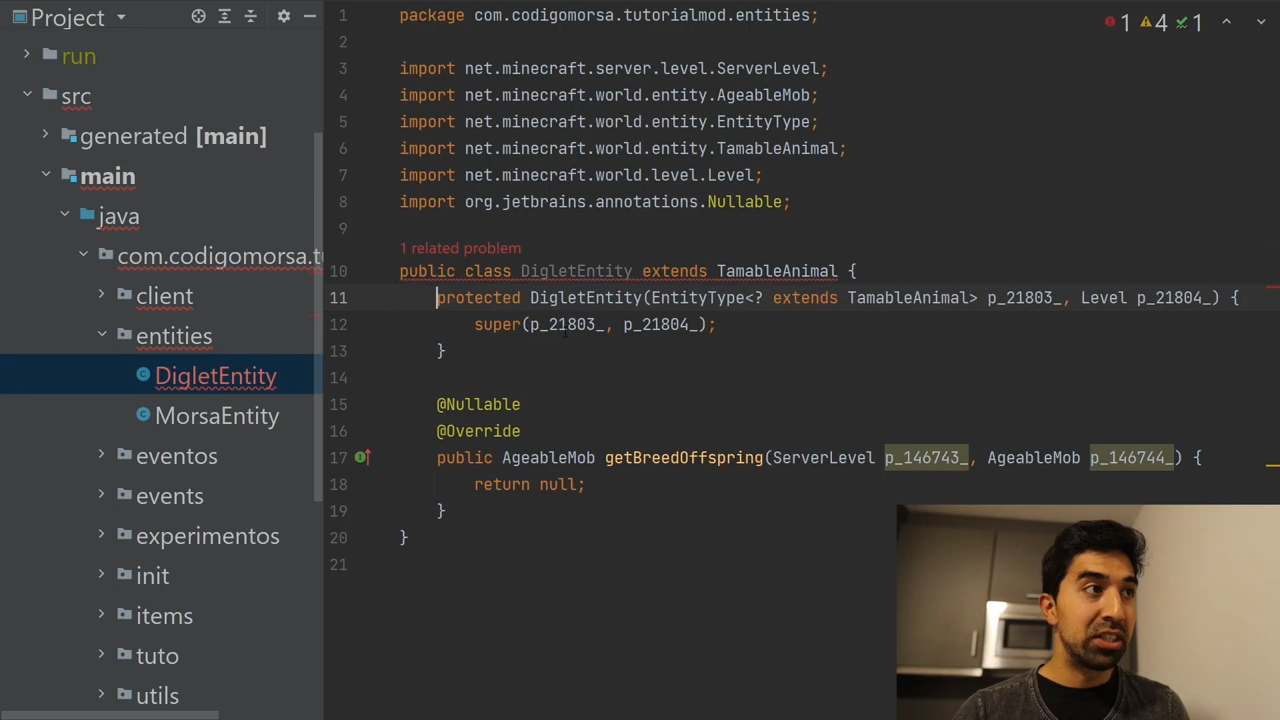 Project
run
src
generated [main]
main
java
com.codigomorsa.tu
client
entities
DigletEntity
MorsaEntity
eventos
events
experimentos
init
items
tuto
utils
1 4 1
1 package com.codigomorsa.tutorialmod.entities;
2
3 import net.minecraft.server.level.ServerLevel;
4 import net.minecraft.world.entity.AgeableMob;
5 import net.minecraft.world.entity.EntityType;
6 import net.minecraft.world.entity.TamableAnimal;
7 import net.minecraft.world.level.Level;
8 import org.jetbrains.annotations.Nullable;
9
1 related problem
10 public class DigletEntity extends TamableAnimal {
11 protected DigletEntity(EntityType<? extends TamableAnimal> p_21803_, Level p_21804_) {
12 super(p_21803_, p_21804_);
13 }
14
15 @Nullable
16 @Override
17 public AgeableMob getBreedOffspring(ServerLevel p_146743_, AgeableMob p_146744_) {
18 return null;
19 }
20 }
21